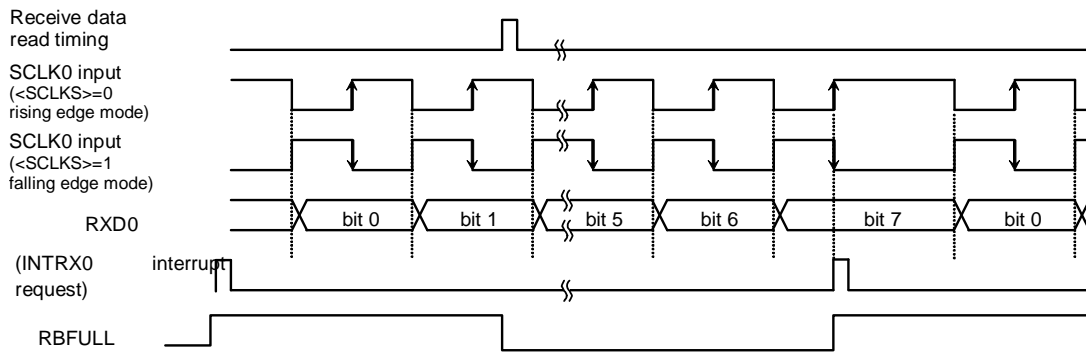 Receive data
read timing
SCLK0 input
(<SCLKS>=0
rising edge mode)
SCLK0 input
(<SCLKS>=1
falling edge mode)
RXD0
bit 0 bit 1 bit 5 bit 6 bit 7 bit 0
(INTRX0 interrupt
request)
RBFULL